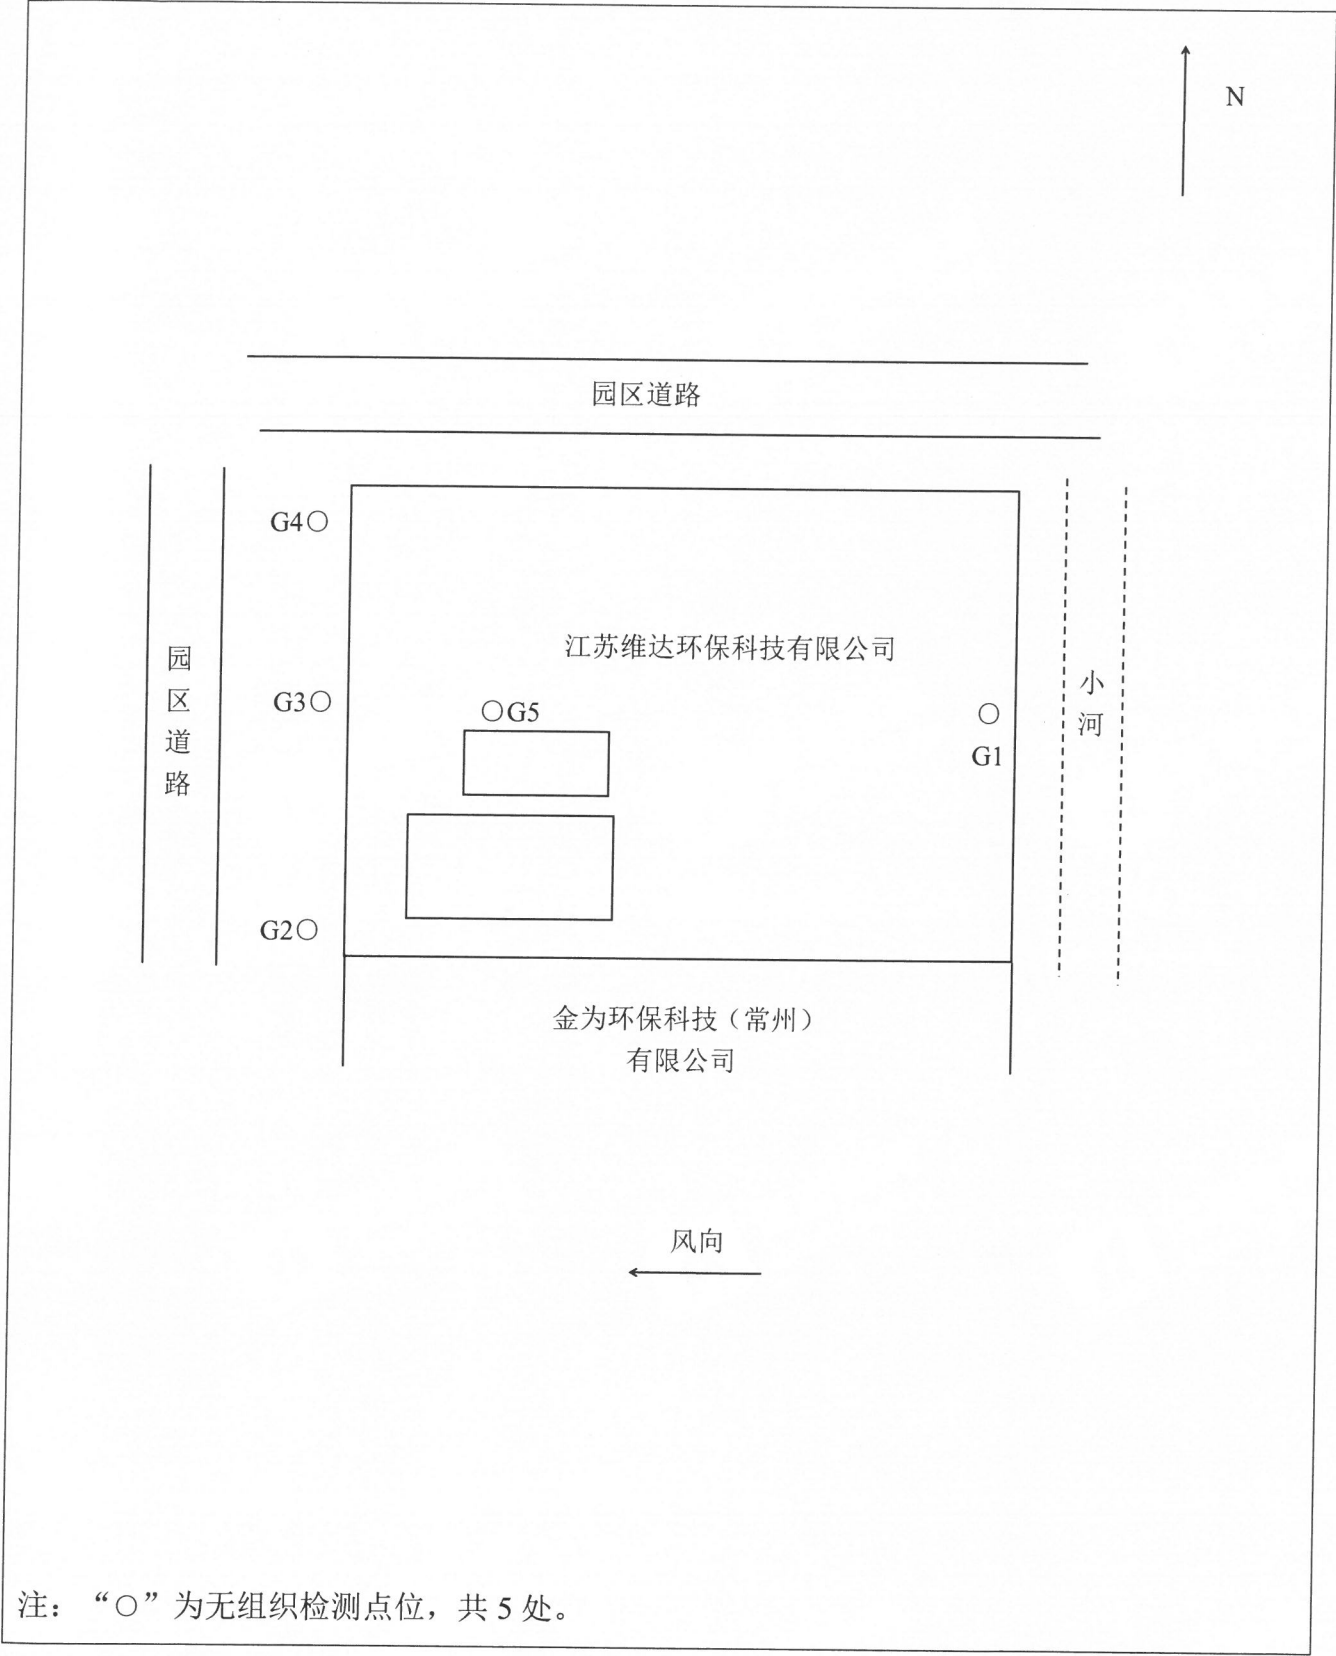 N
园区道路
G4○
江苏维达环保科技有限公司
园区道路
G3○
○G5
小河
○
G1
G2○
金为环保科技（常州）
有限公司
风向
注：“○”为无组织检测点位，共 5 处。